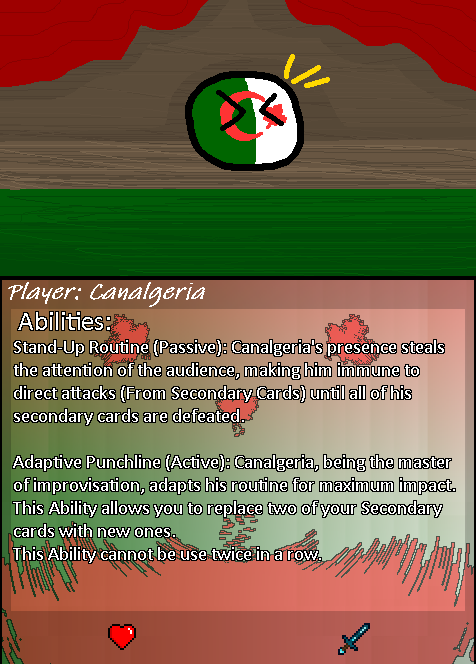 Player: Canalgeria
Abilities:
Stand-Up Routine (Passive): Canalgeria's presence steals
the attention of the audience, making him immune to
direct attacks (From Secondary Cards) until all of his
secondary cards are defeated.
Adaptive Punchline (Active): Canalgeria, being the master
of improvisation, adapts his routine for maximum impact.
This Ability allows you to replace two of your Secondary
cards with new ones.
This Ability cannot be use twice in a row.